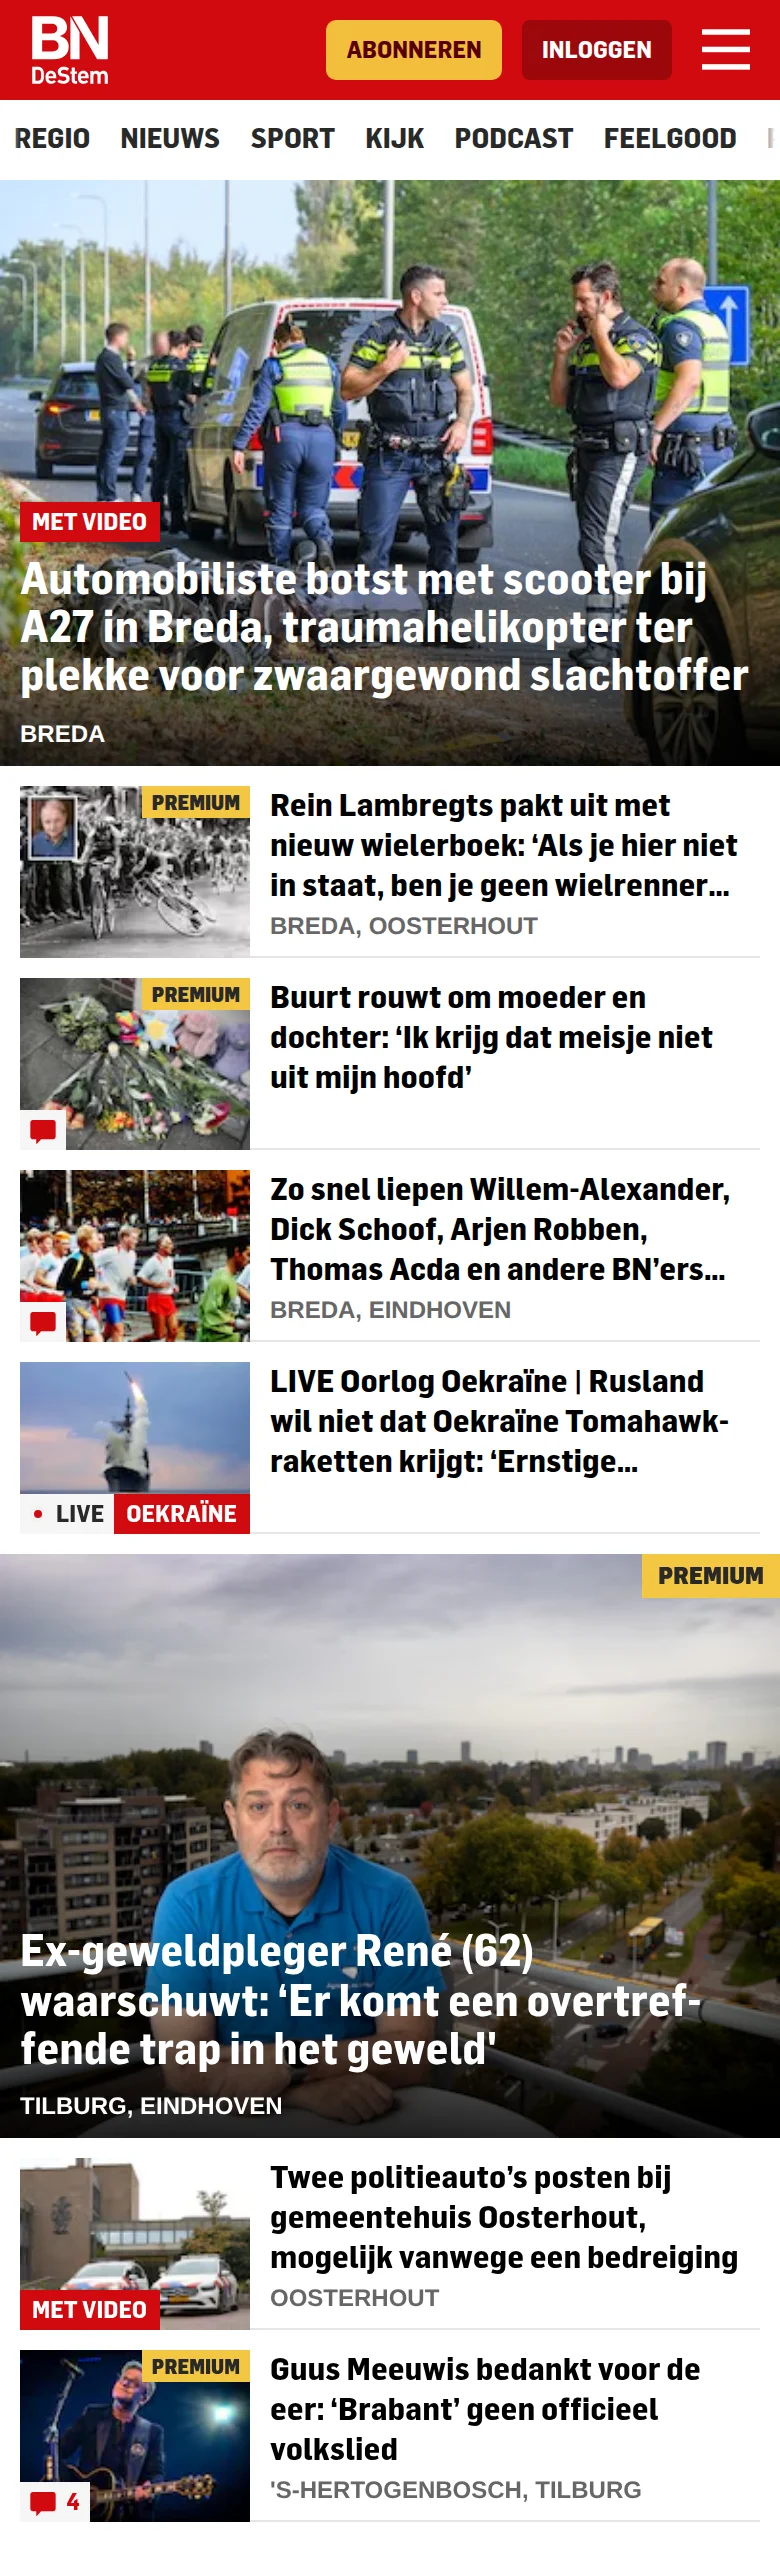 BN
DeStem
ABONNEREN
INLOGGEN
REGIO NIEUWS SPORT KIJK PODCAST FEELGOOD
MET VIDEO
Automobiliste botst met scooter bij
A27 in Breda, traumahelikopter ter
plekke voor zwaargewond slachtoffer
BREDA
PREMIUM
Rein Lambregts pakt uit met
nieuw wielerboek: ‘Als je hier niet
in staat, ben je geen wielrenner...
BREDA, OOSTERHOUT
PREMIUM
Buurt rouwt om moeder en
dochter: ‘Ik krijg dat meisje niet
uit mijn hoofd’
Zo snel liepen Willem-Alexander,
Dick Schoof, Arjen Robben,
Thomas Acda en andere BN’ers...
BREDA, EINDHOVEN
LIVE Oorlog Oekraïne | Rusland
wil niet dat Oekraïne Tomahawk-
raketten krijgt: ‘Ernstige...
LIVE OEKRAÏNE
PREMIUM
Ex-geweldpleger René (62)
waarschuwt: ‘Er komt een overtref-
fende trap in het geweld'
TILBURG, EINDHOVEN
Twee politieauto’s posten bij
gemeentehuis Oosterhout,
mogelijk vanwege een bedreiging
OOSTERHOUT
MET VIDEO
PREMIUM
Guus Meeuwis bedankt voor de
eer: ‘Brabant’ geen officieel
volkslied
'S-HERTOGENBOSCH, TILBURG
4